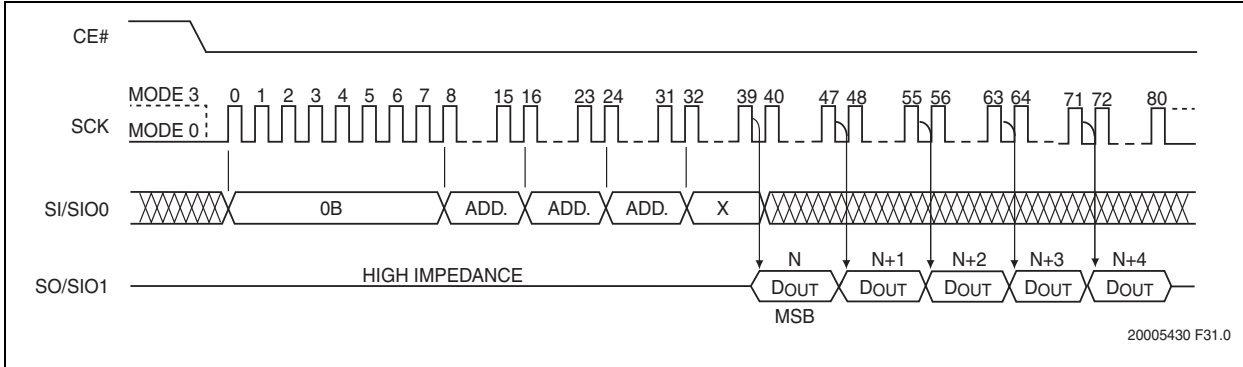 CE#
MODE 3
0 1 2 3 4 5 6 7 8 15 16 23 24 31 32 39 40 47 48 55 56 63 64 71 72 80
SCK
MODE 0
SI/SIO0
0B
ADD.
ADD.
ADD.
X
N
N+1
N+2
N+3
N+4
HIGH IMPEDANCE
SO/SIO1
DOUT
DOUT
DOUT
DOUT
DOUT
MSB
20005430 F31.0